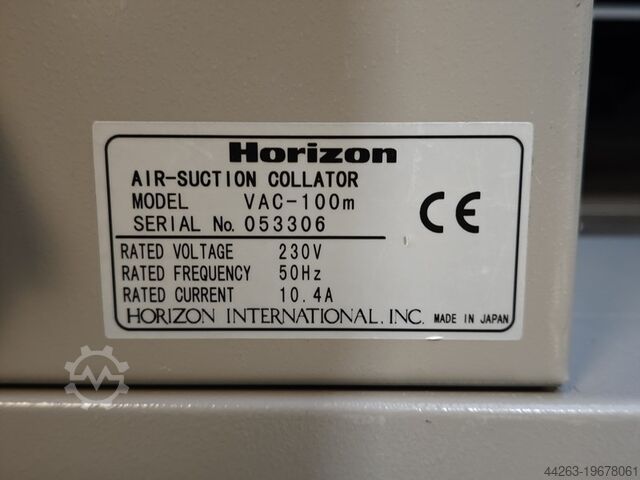 Horizon
AIR-SUCTION COLLATOR
MODEL VAC-100m
SERIAL No. 053306
CE
RATED VOLTAGE 230V
RATED FREQUENCY 50Hz
RATED CURRENT 10.4A
HORIZON INTERNATIONAL, INC. MADE IN JAPAN
44263-19678061